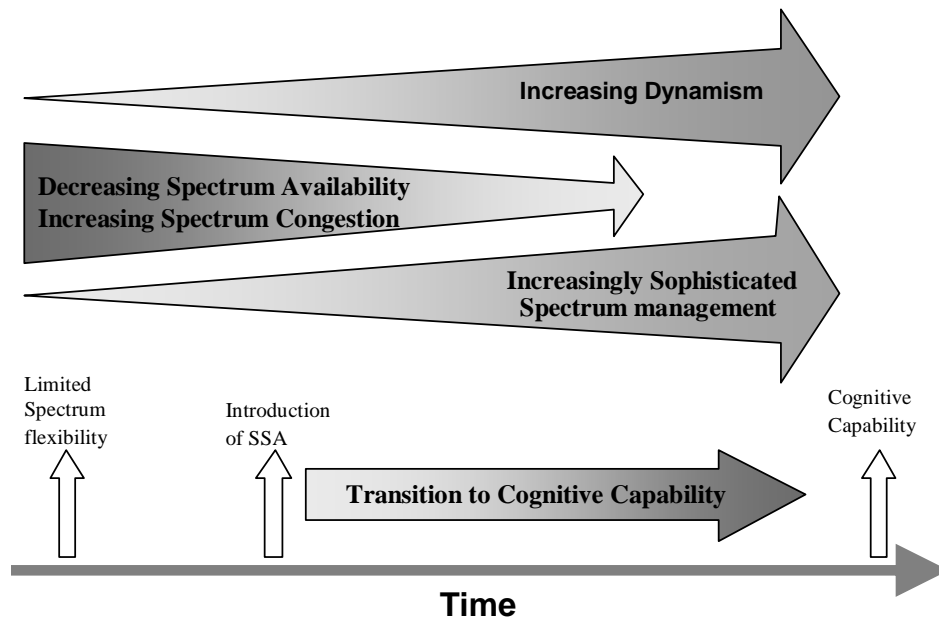 Increasing Dynamism
Decreasing Spectrum Availability
Increasing Spectrum Congestion
Increasingly Sophisticated
Spectrum management
Limited
Spectrum
flexibility
Introduction
of SSA
Cognitive
Capability
Transition to Cognitive Capability
Time